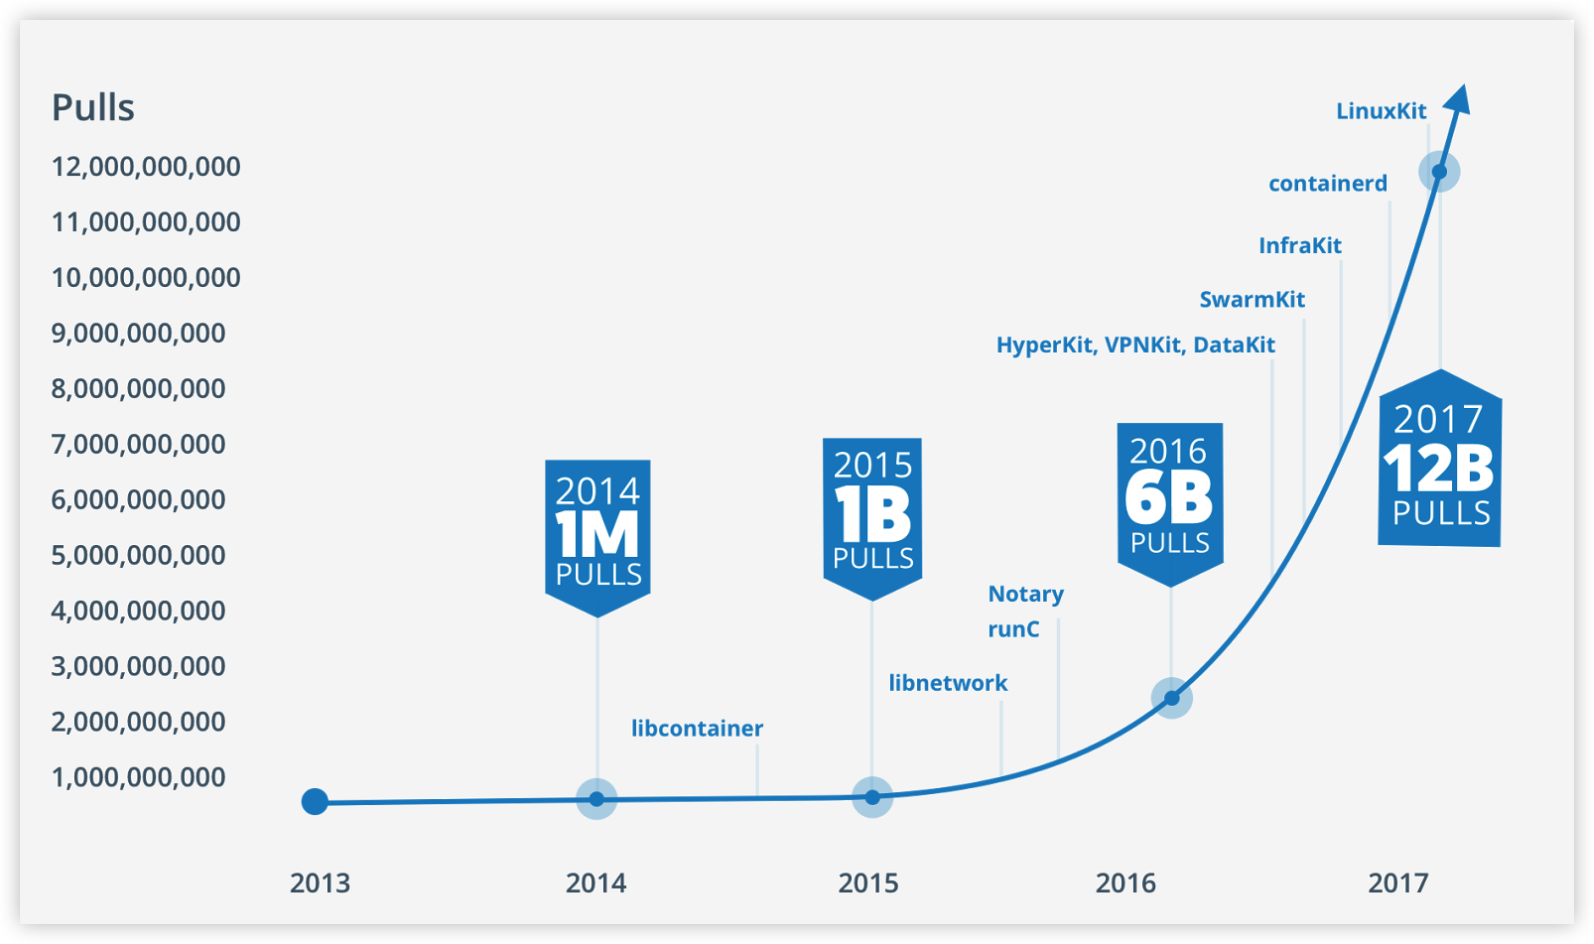 Pulls
12,000,000,000
11,000,000,000
10,000,000,000
9,000,000,000
8,000,000,000
7,000,000,000
6,000,000,000
5,000,000,000
4,000,000,000
3,000,000,000
2,000,000,000
1,000,000,000
2014
1M
PULLS
libcontainer
2015
1B
PULLS
libnetwork
Notary
runC
2016
6B
PULLS
HyperKit, VPNKit, DataKit
SwarmKit
InfraKit
containerd
LinuxKit
2017
12B
PULLS
2013
2014
2015
2016
2017